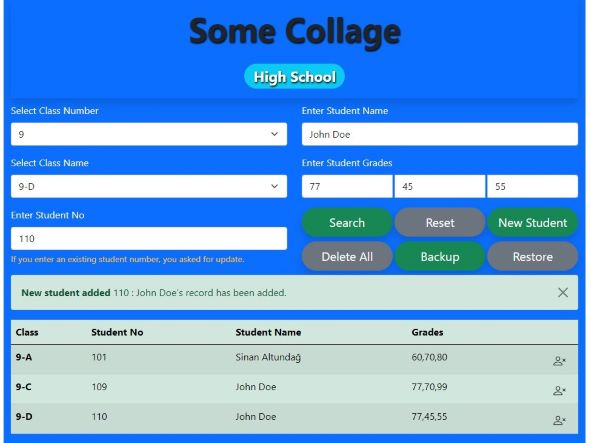 Some Collage
High School
Select Class Number
Enter Student Name
9
John Doe
Select Class Name
Enter Student Grades
9-D
77 45 55
Enter Student No
110
If you enter an existing student number, you asked for update.
Search Reset New Student
Delete All Backup Restore
New student added 110 : John Doe's record has been added.
Class Student No Student Name Grades
9-A 101 Sinan Altundağ 60,70,80
9-C 109 John Doe 77,70,99
9-D 110 John Doe 77,45,55